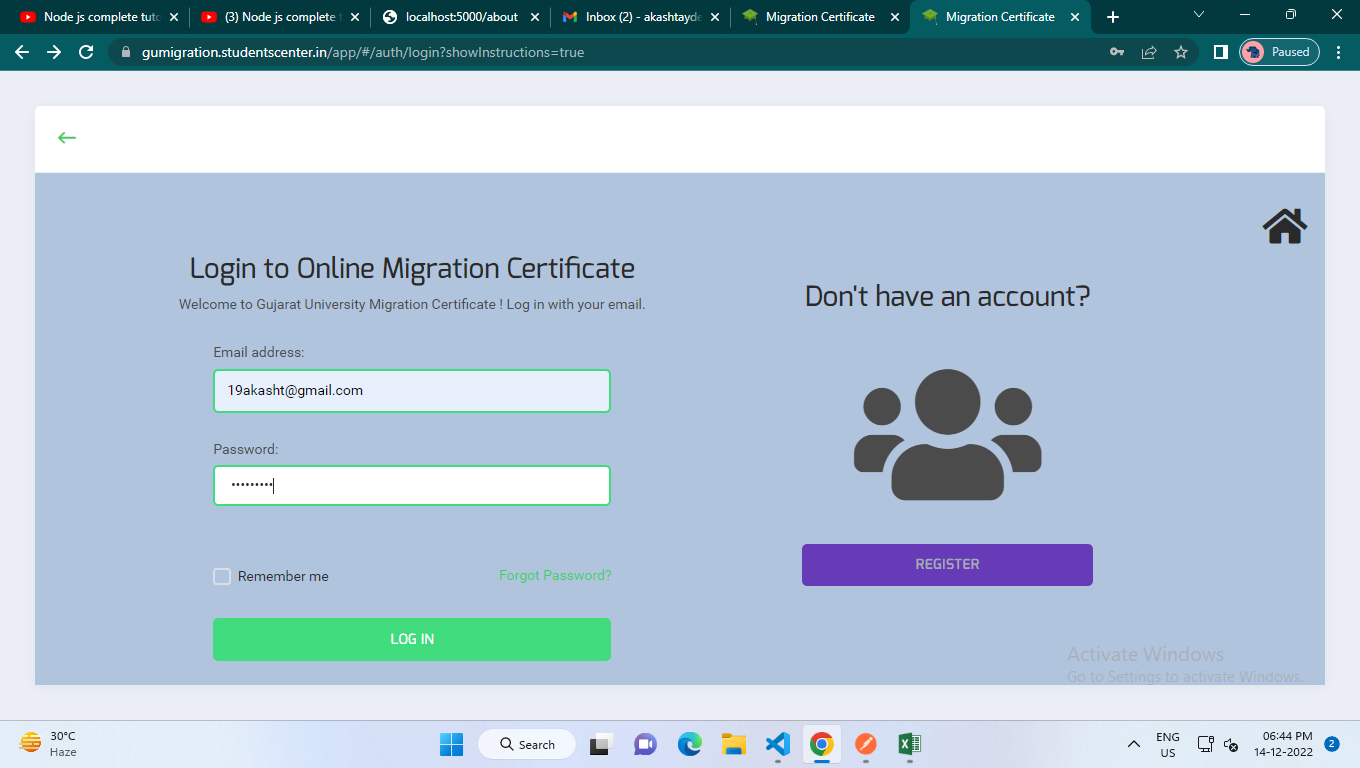 Node js complete tuto
(3) Node js complete t
localhost:5000/about
Inbox (2) - akashtayde
Migration Certificate
Migration Certificate
gumigration.studentscenter.in/app/#/auth/login?showInstructions=true
Paused
Login to Online Migration Certificate
Welcome to Gujarat University Migration Certificate ! Log in with your email.
Email address:
19akasht@gmail.com
Password:
•••••••••
Remember me
Forgot Password?
LOG IN
Don't have an account?
REGISTER
Activate Windows
Go to Settings to activate Windows.
30°C
Haze
Search
ENG
US
06:44 PM
14-12-2022
2